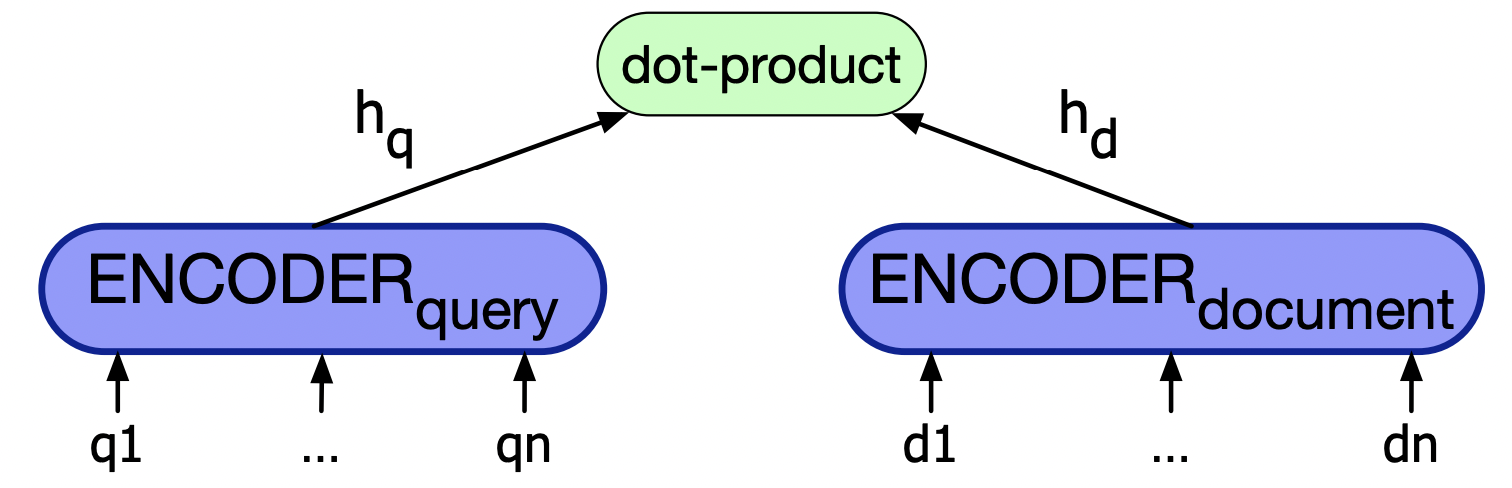 dot-product
h_q
h_d
ENCODER_query
ENCODER_document
q1 ... qn
d1 ... dn